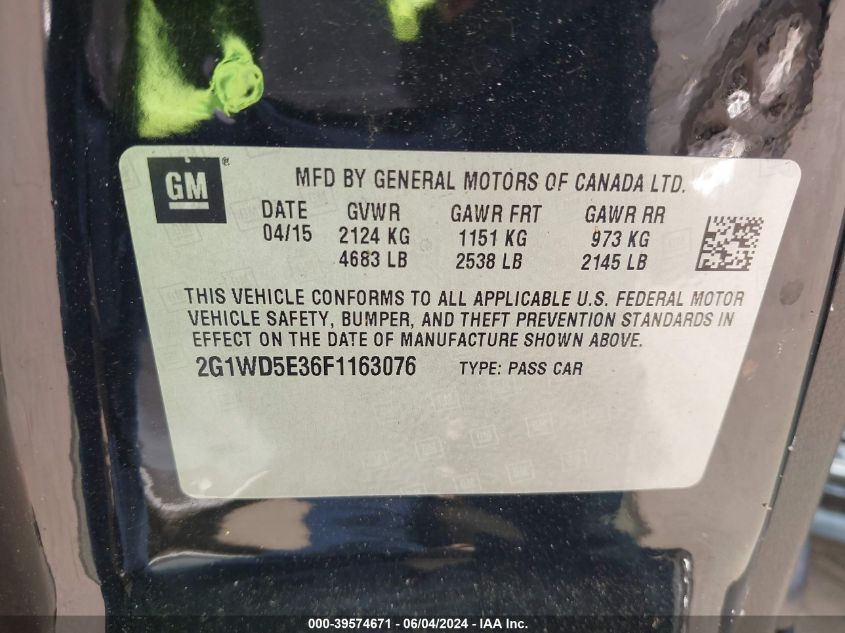 GM ® MFD BY GENERAL MOTORS OF CANADA LTD.
DATE GVWR GAWR FRT GAWR RR
04/15 2124 KG 1151 KG 973 KG
4683 LB 2538 LB 2145 LB
THIS VEHICLE CONFORMS TO ALL APPLICABLE U.S. FEDERAL MOTOR
VEHICLE SAFETY, BUMPER, AND THEFT PREVENTION STANDARDS IN
EFFECT ON THE DATE OF MANUFACTURE SHOWN ABOVE.
2G1WD5E36F1163076 TYPE: PASS CAR
000-39574671 - 06/04/2024 - IAA Inc.